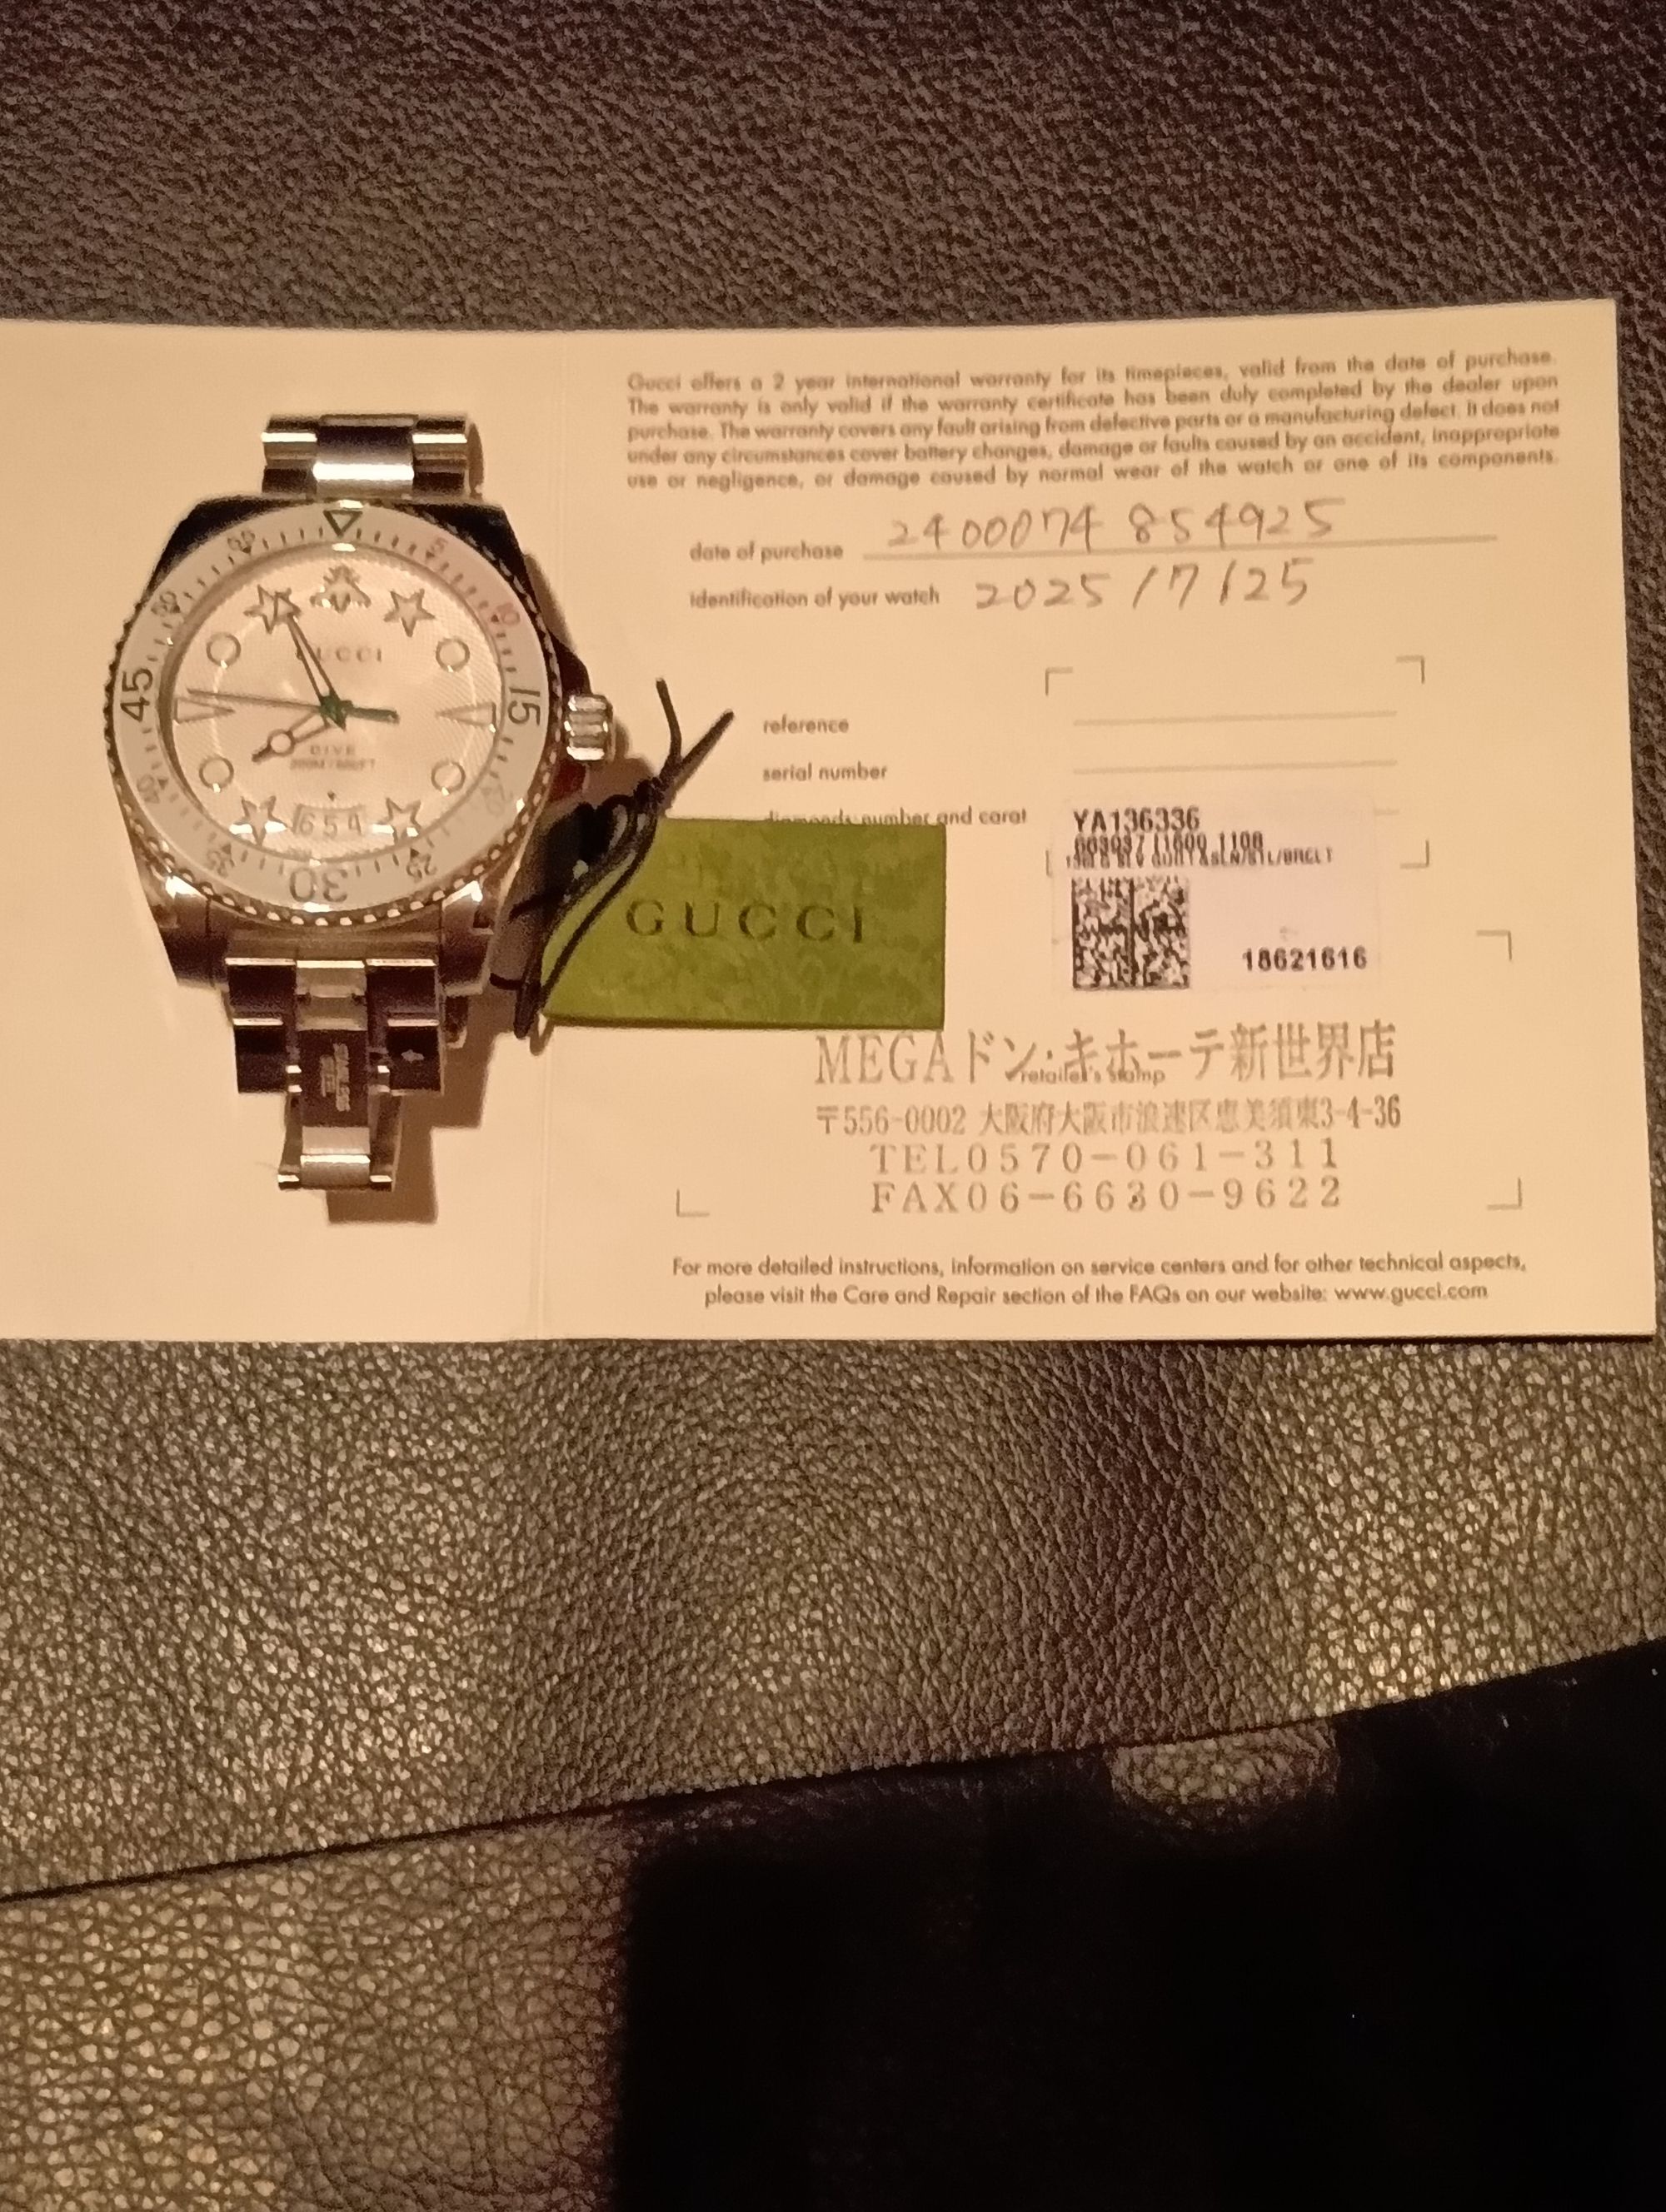 Gucci offers a 2 year international warranty for its timepieces, valid from the date of purchase.
The warranty is only valid if the warranty certificate has been duly completed by the dealer upon
purchase. The warranty covers any fault arising from defective parts or a manufacturing defect. It does not
under any circumstances cover battery changes, damage or faults caused by an accident, inappropriate
use or negligence, or damage caused by normal wear of the watch or one of its components.
date of purchase 2400074 854925
identification of your watch 2025/7/25
reference
serial number
number and carat
YA136336
18621616
GUCCI
MEGAドン・キホーテ新世界店
retailer's stamp
〒556-0002 大阪府大阪市浪速区恵美須東3-4-36
TEL0570-061-311
FAX06-6630-9622
For more detailed instructions, information on service centers and for other technical aspects,
please visit the Care and Repair section of the FAQs on our website: www.gucci.com
5
10
15
20
25
30
35
40
45
50
UCCI
DIVE